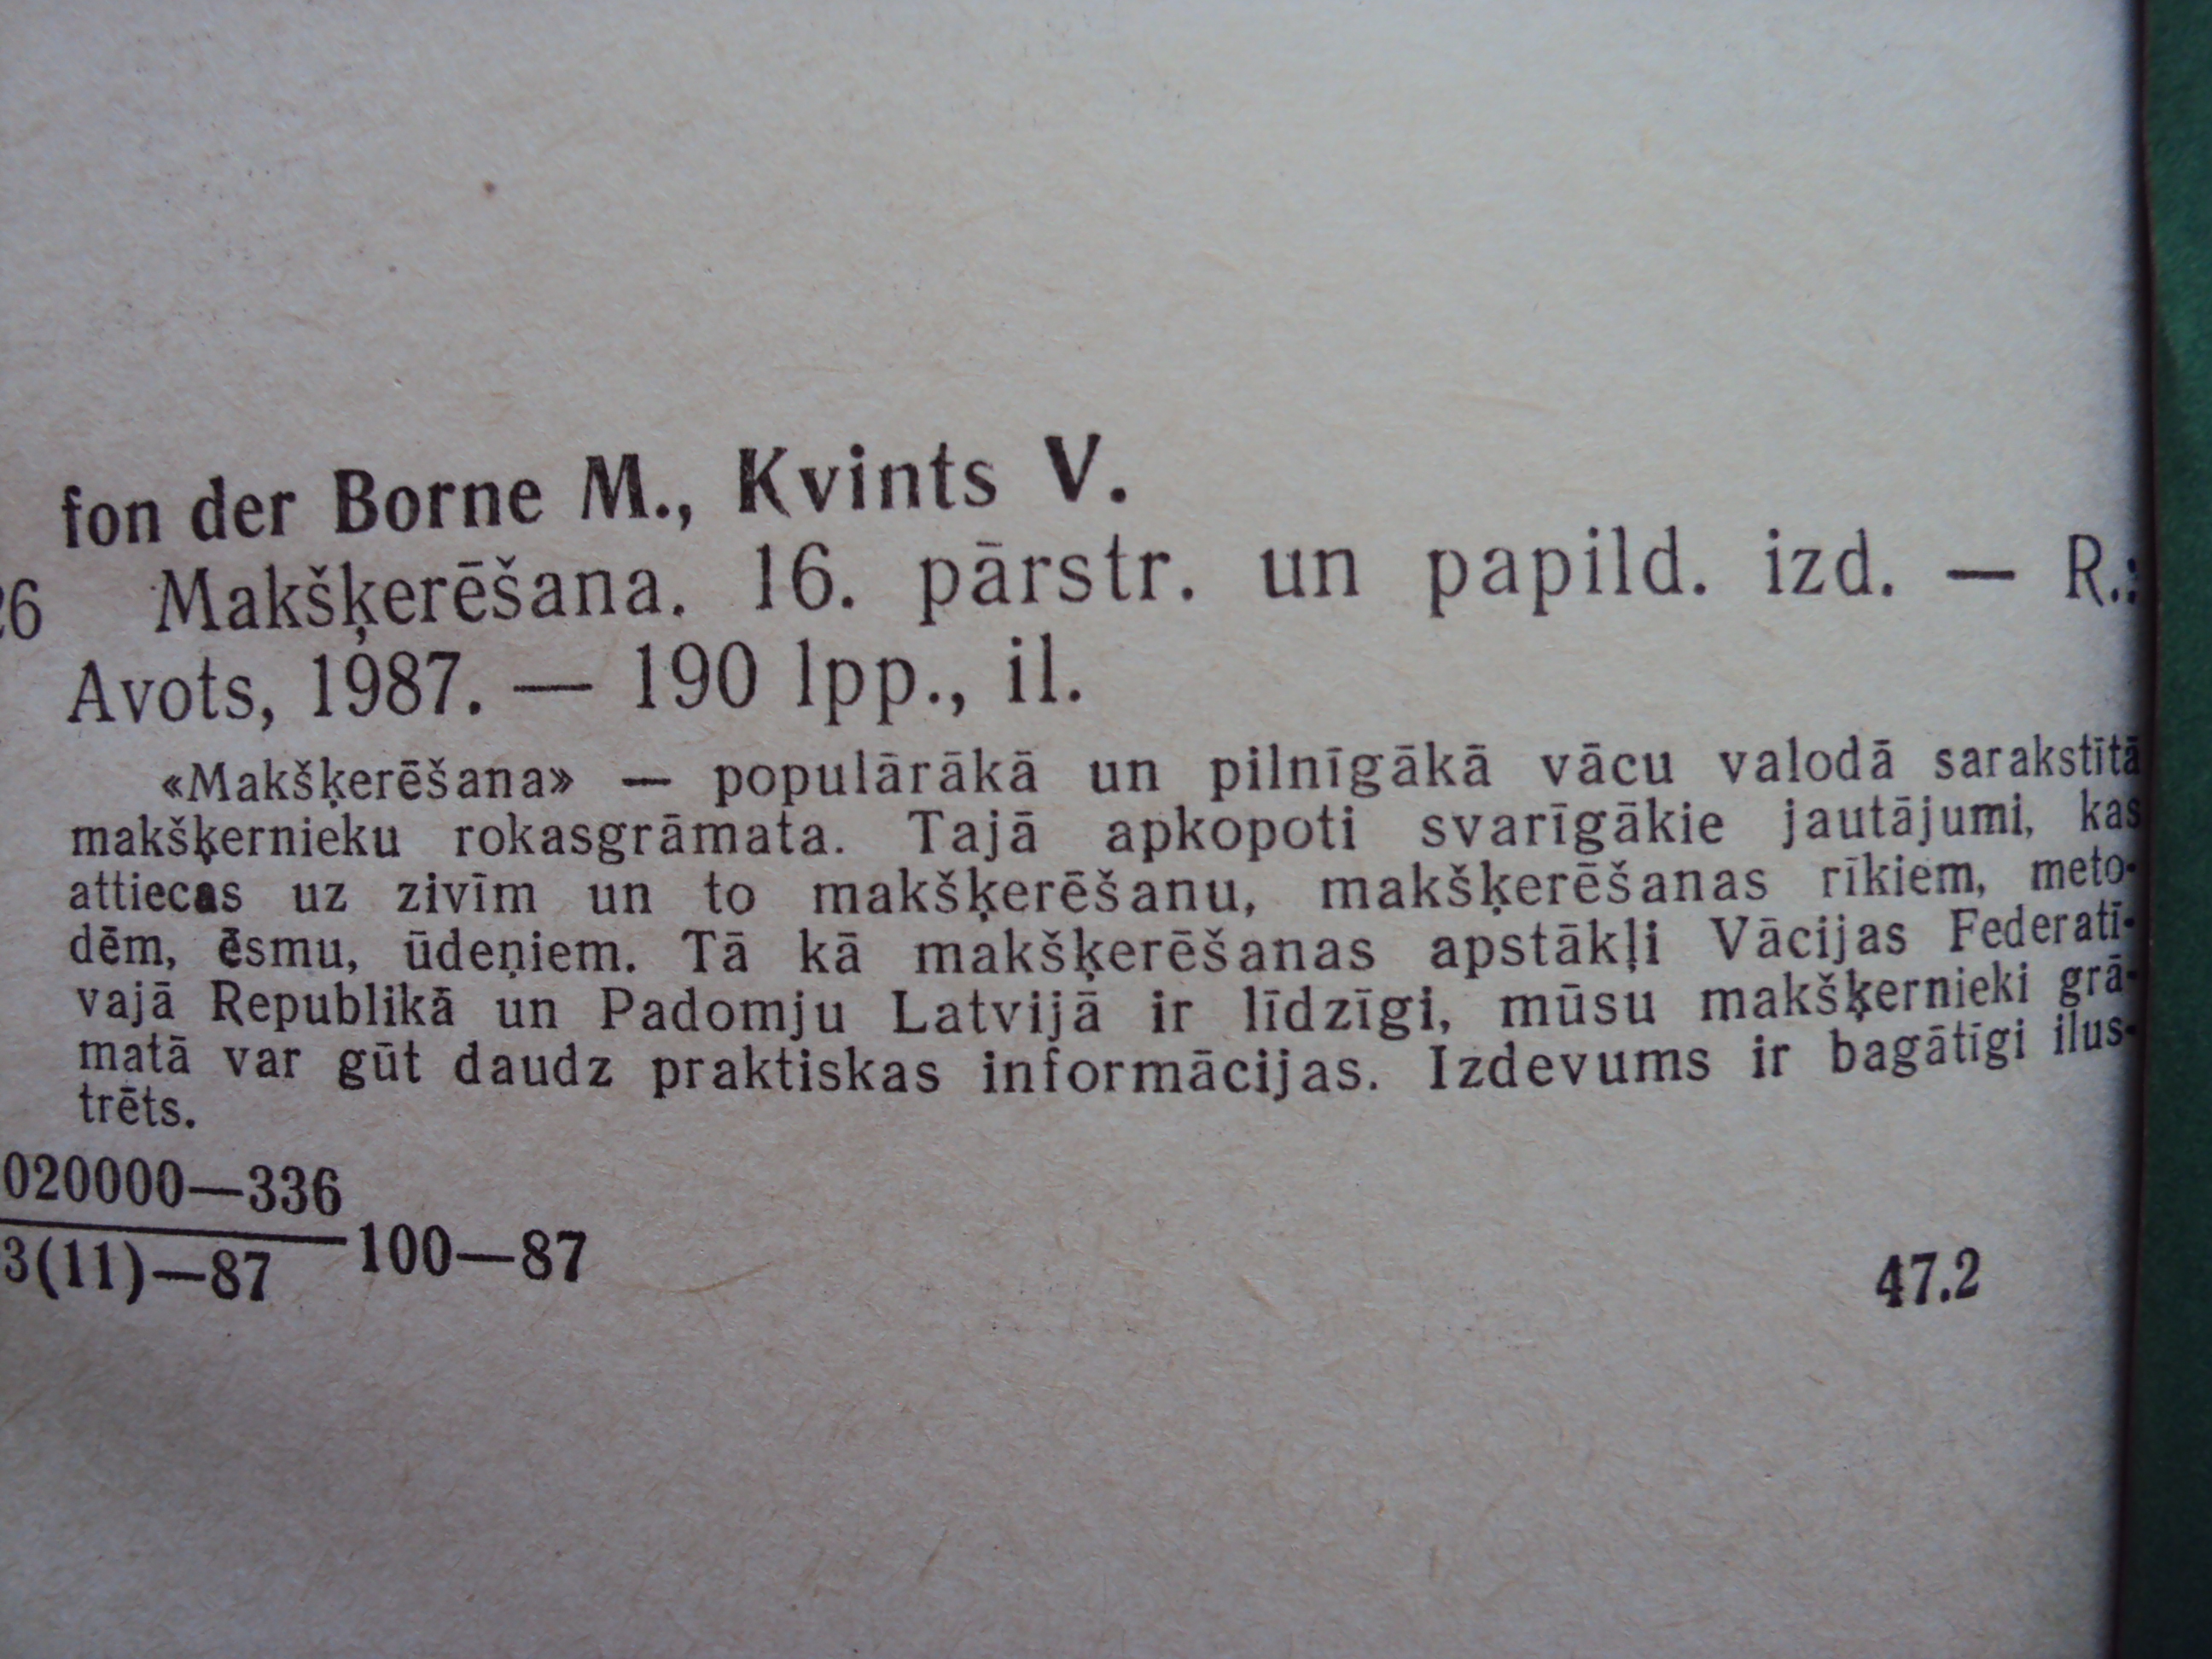 fon der Borne M., Kvints V.
26 Makšķerēšana. 16. pārstr. un papild. izd. — R.:
Avots, 1987. — 190 lpp., il.
«Makšķerēšana» — populārākā un pilnīgākā vācu valodā sarakstītā
makšķernieku rokasgrāmata. Tajā apkopoti svarīgākie jautājumi, kas
attiecas uz zivīm un to makšķerēšanu, makšķerēšanas rīkiem, meto-
dēm, ēsmu, ūdeņiem. Tā kā makšķerēšanas apstākļi Vācijas Federatī-
vajā Republikā un Padomju Latvijā ir līdzīgi, mūsu makšķernieki grā-
matā var gūt daudz praktiskas informācijas. Izdevums ir bagātīgi ilus-
trēts.
020000—336
3(11)—87 100—87
47.2